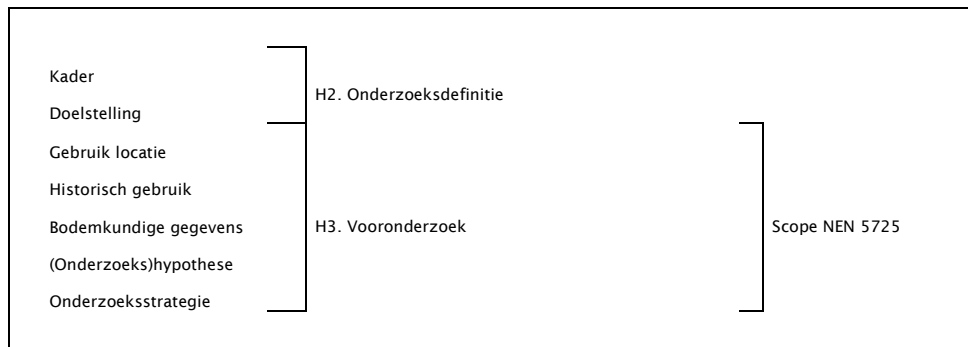 Kader
H2. Onderzoeksdefinitie
Doelstelling
Gebruik locatie
Historisch gebruik
Bodemkundige gegevens
H3. Vooronderzoek
Scope NEN 5725
(Onderzoeks)hypothese
Onderzoeksstrategie